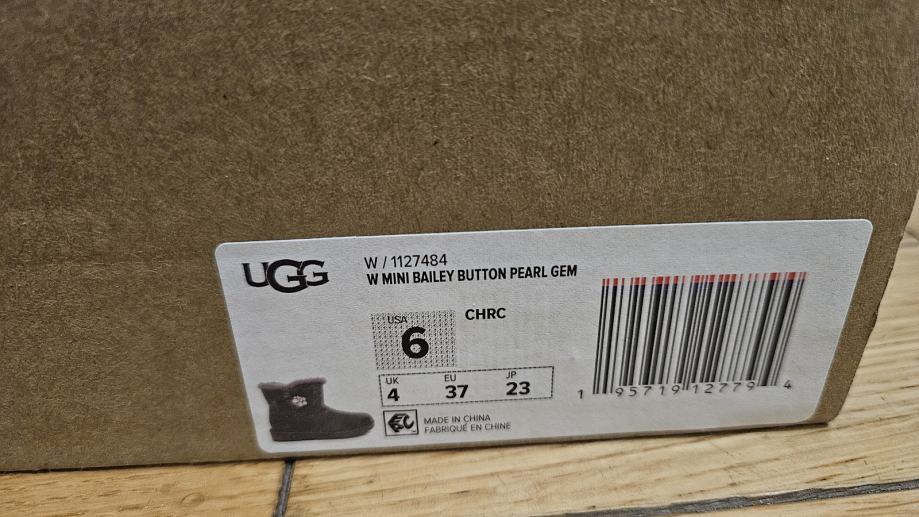 UGG
W / 1127484
W MINI BAILEY BUTTON PEARL GEM
USA
6
CHRC
UK EU JP
4 37 23
MADE IN CHINA
FABRIQUÉ EN CHINE
1 95719 12779 4